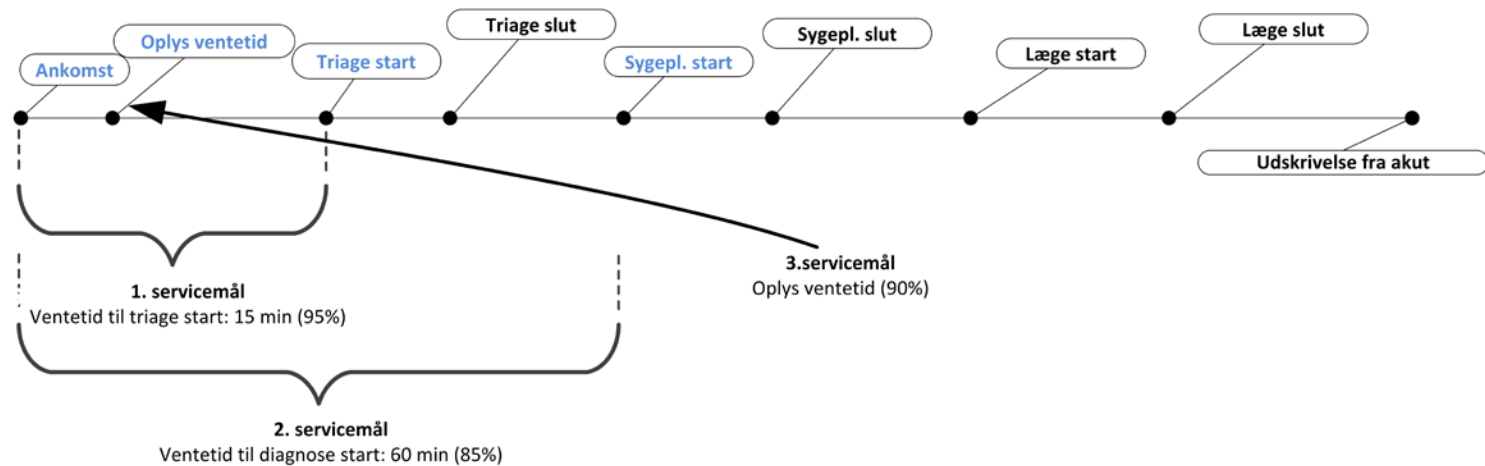 Ankomst
Oplys ventetid
Triage start
Triage slut
Sygepl. start
Sygepl. slut
Læge start
Læge slut
Udskrivelse fra akut
1. servicemål
Ventetid til triage start: 15 min (95%)
3.servicemål
Oplys ventetid (90%)
2. servicemål
Ventetid til diagnose start: 60 min (85%)